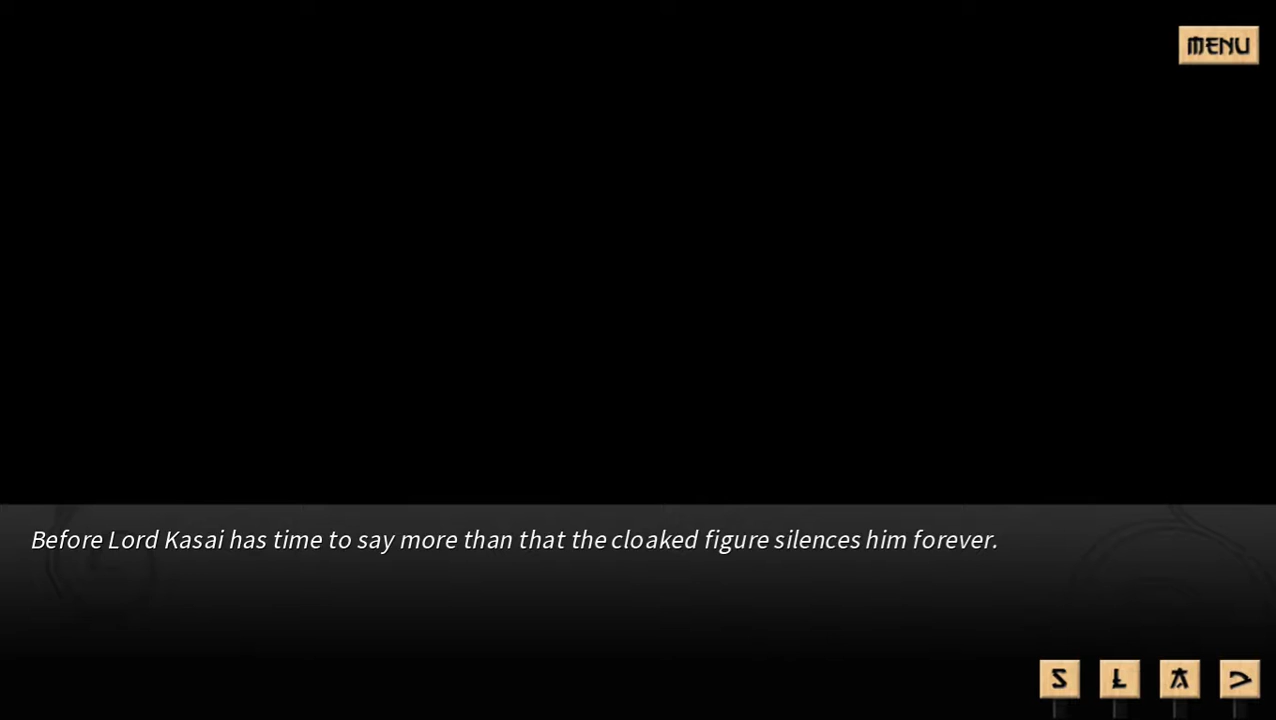 MENU
Before Lord Kasai has time to say more than that the cloaked figure silences him forever.
S L A >